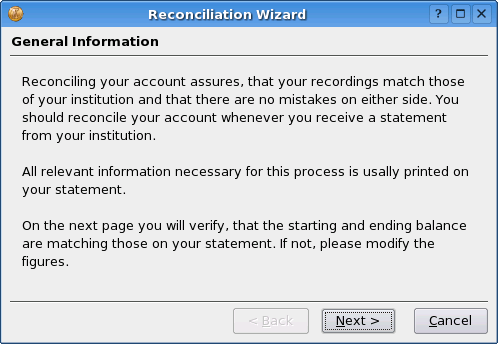 Reconciliation Wizard ?
General Information
Reconciling your account assures, that your recordings match those
of your institution and that there are no mistakes on either side. You
should reconcile your account whenever you receive a statement
from your institution.
All relevant information necessary for this process is usally printed on
your statement.
On the next page you will verify, that the starting and ending balance
are matching those on your statement. If not, please modify the
figures.
< Back Next > Cancel